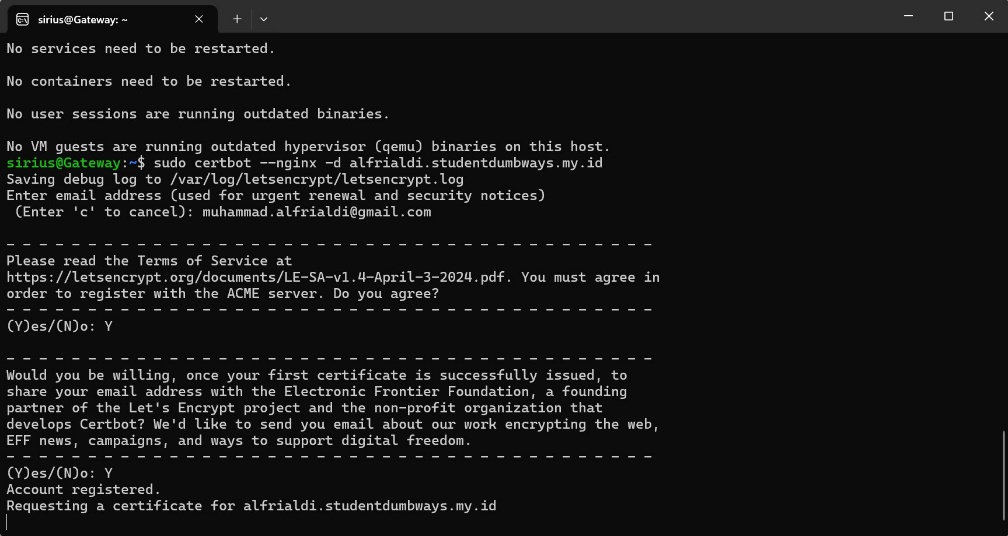 sirius@Gateway: ~
No services need to be restarted.
No containers need to be restarted.
No user sessions are running outdated binaries.
No VM guests are running outdated hypervisor (qemu) binaries on this host.
sirius@Gateway:~$ sudo certbot --nginx -d alfrialdi.studentdumbways.my.id
Saving debug log to /var/log/letsencrypt/letsencrypt.log
Enter email address (used for urgent renewal and security notices)
 (Enter 'c' to cancel): muhammad.alfrialdi@gmail.com
- - - - - - - - - - - - - - - - - - - - - - - - - - - - - - - - - - - - - - - -
Please read the Terms of Service at
https://letsencrypt.org/documents/LE-SA-v1.4-April-3-2024.pdf. You must agree in
order to register with the ACME server. Do you agree?
- - - - - - - - - - - - - - - - - - - - - - - - - - - - - - - - - - - - - - - -
(Y)es/(N)o: Y
- - - - - - - - - - - - - - - - - - - - - - - - - - - - - - - - - - - - - - - -
Would you be willing, once your first certificate is successfully issued, to
share your email address with the Electronic Frontier Foundation, a founding
partner of the Let's Encrypt project and the non-profit organization that
develops Certbot? We'd like to send you email about our work encrypting the web,
EFF news, campaigns, and ways to support digital freedom.
- - - - - - - - - - - - - - - - - - - - - - - - - - - - - - - - - - - - - - - -
(Y)es/(N)o: Y
Account registered.
Requesting a certificate for alfrialdi.studentdumbways.my.id